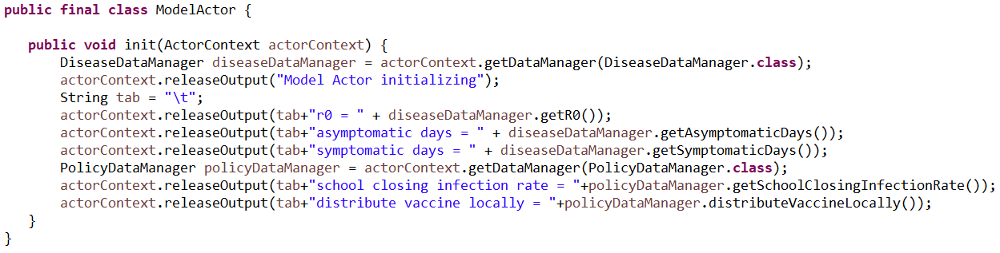 public final class ModelActor {
public void init(ActorContext actorContext) {
DiseaseDataManager diseaseDataManager = actorContext.getDataManager(DiseaseDataManager.class);
actorContext.releaseOutput("Model Actor initializing");
String tab = "\t";
actorContext.releaseOutput(tab+"r0 = " + diseaseDataManager.getR0());
actorContext.releaseOutput(tab+"asymptomatic days = " + diseaseDataManager.getAsymptomaticDays());
actorContext.releaseOutput(tab+"symptomatic days = " + diseaseDataManager.getSymptomaticDays());
PolicyDataManager policyDataManager = actorContext.getDataManager(PolicyDataManager.class);
actorContext.releaseOutput(tab+"school closing infection rate = "+policyDataManager.getSchoolClosingInfectionRate());
actorContext.releaseOutput(tab+"distribute vaccine locally = "+policyDataManager.distributeVaccineLocally());
}
}